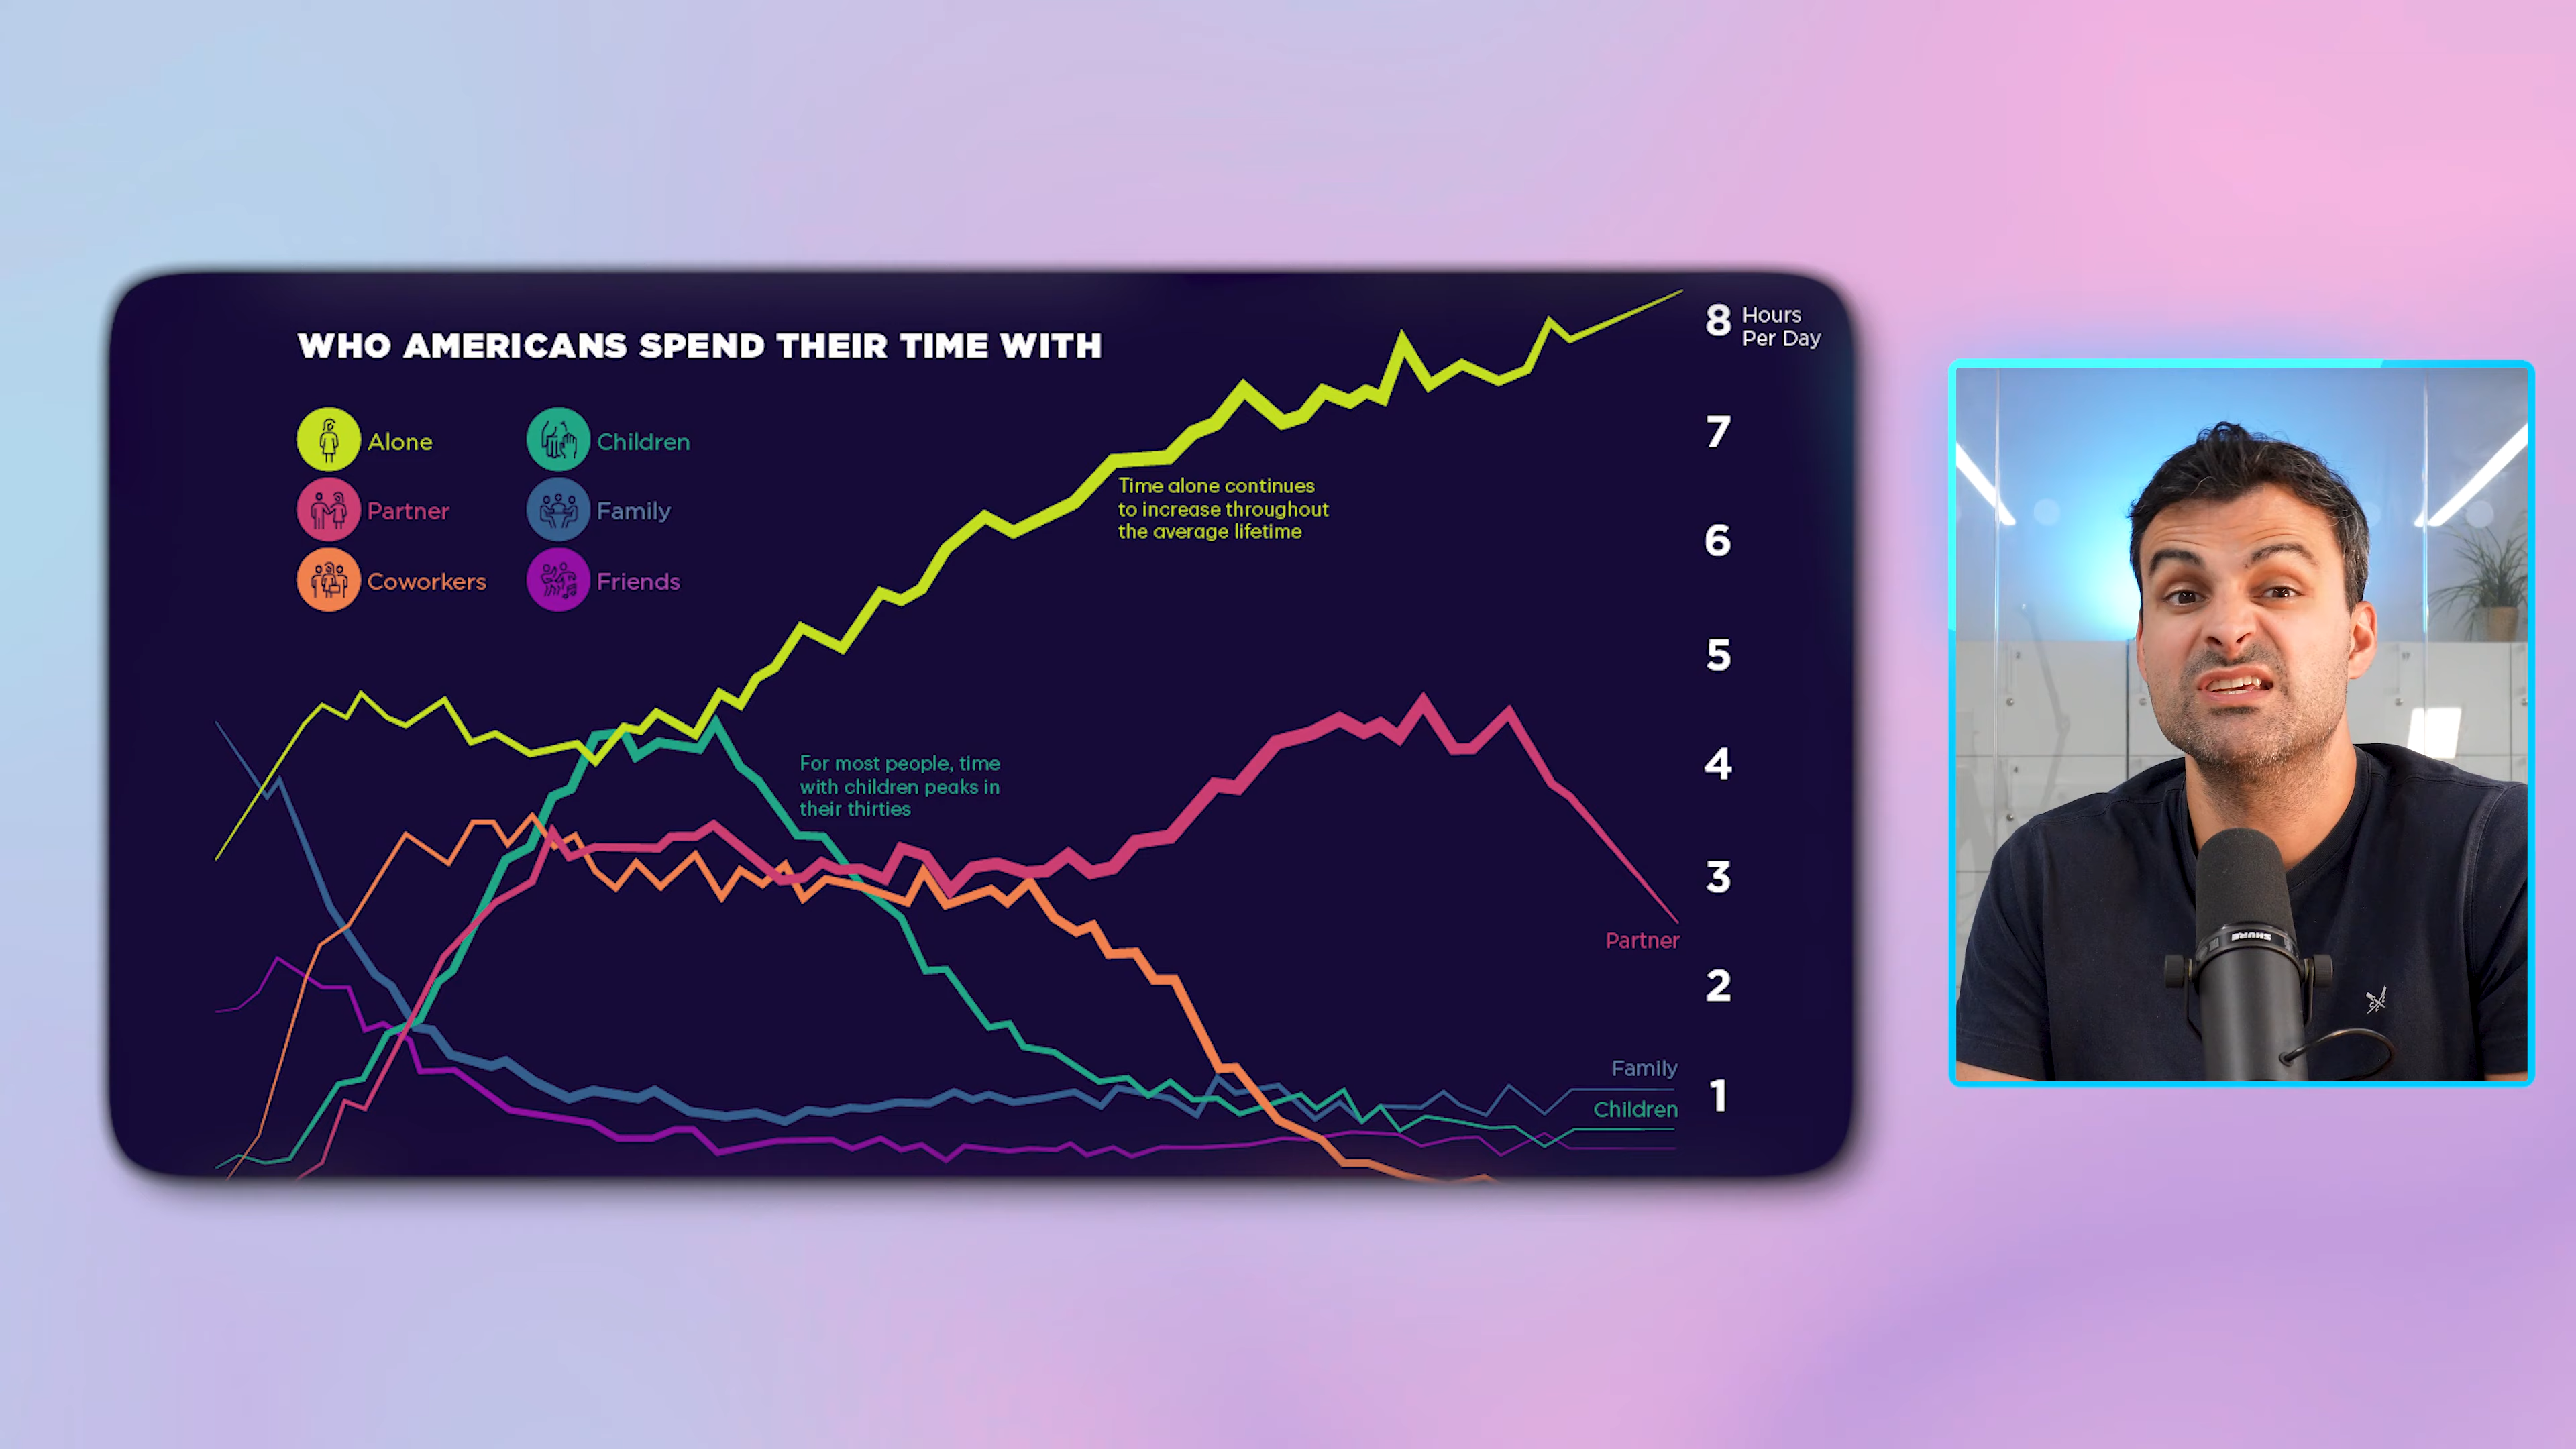 WHO AMERICANS SPEND THEIR TIME WITH
Alone
Children
Partner
Family
Coworkers
Friends
8 Hours
Per Day
7
6
5
4
3
2
1
Time alone continues
to increase throughout
the average lifetime
For most people, time
with children peaks in
their thirties
Partner
Family
Children
SHURE